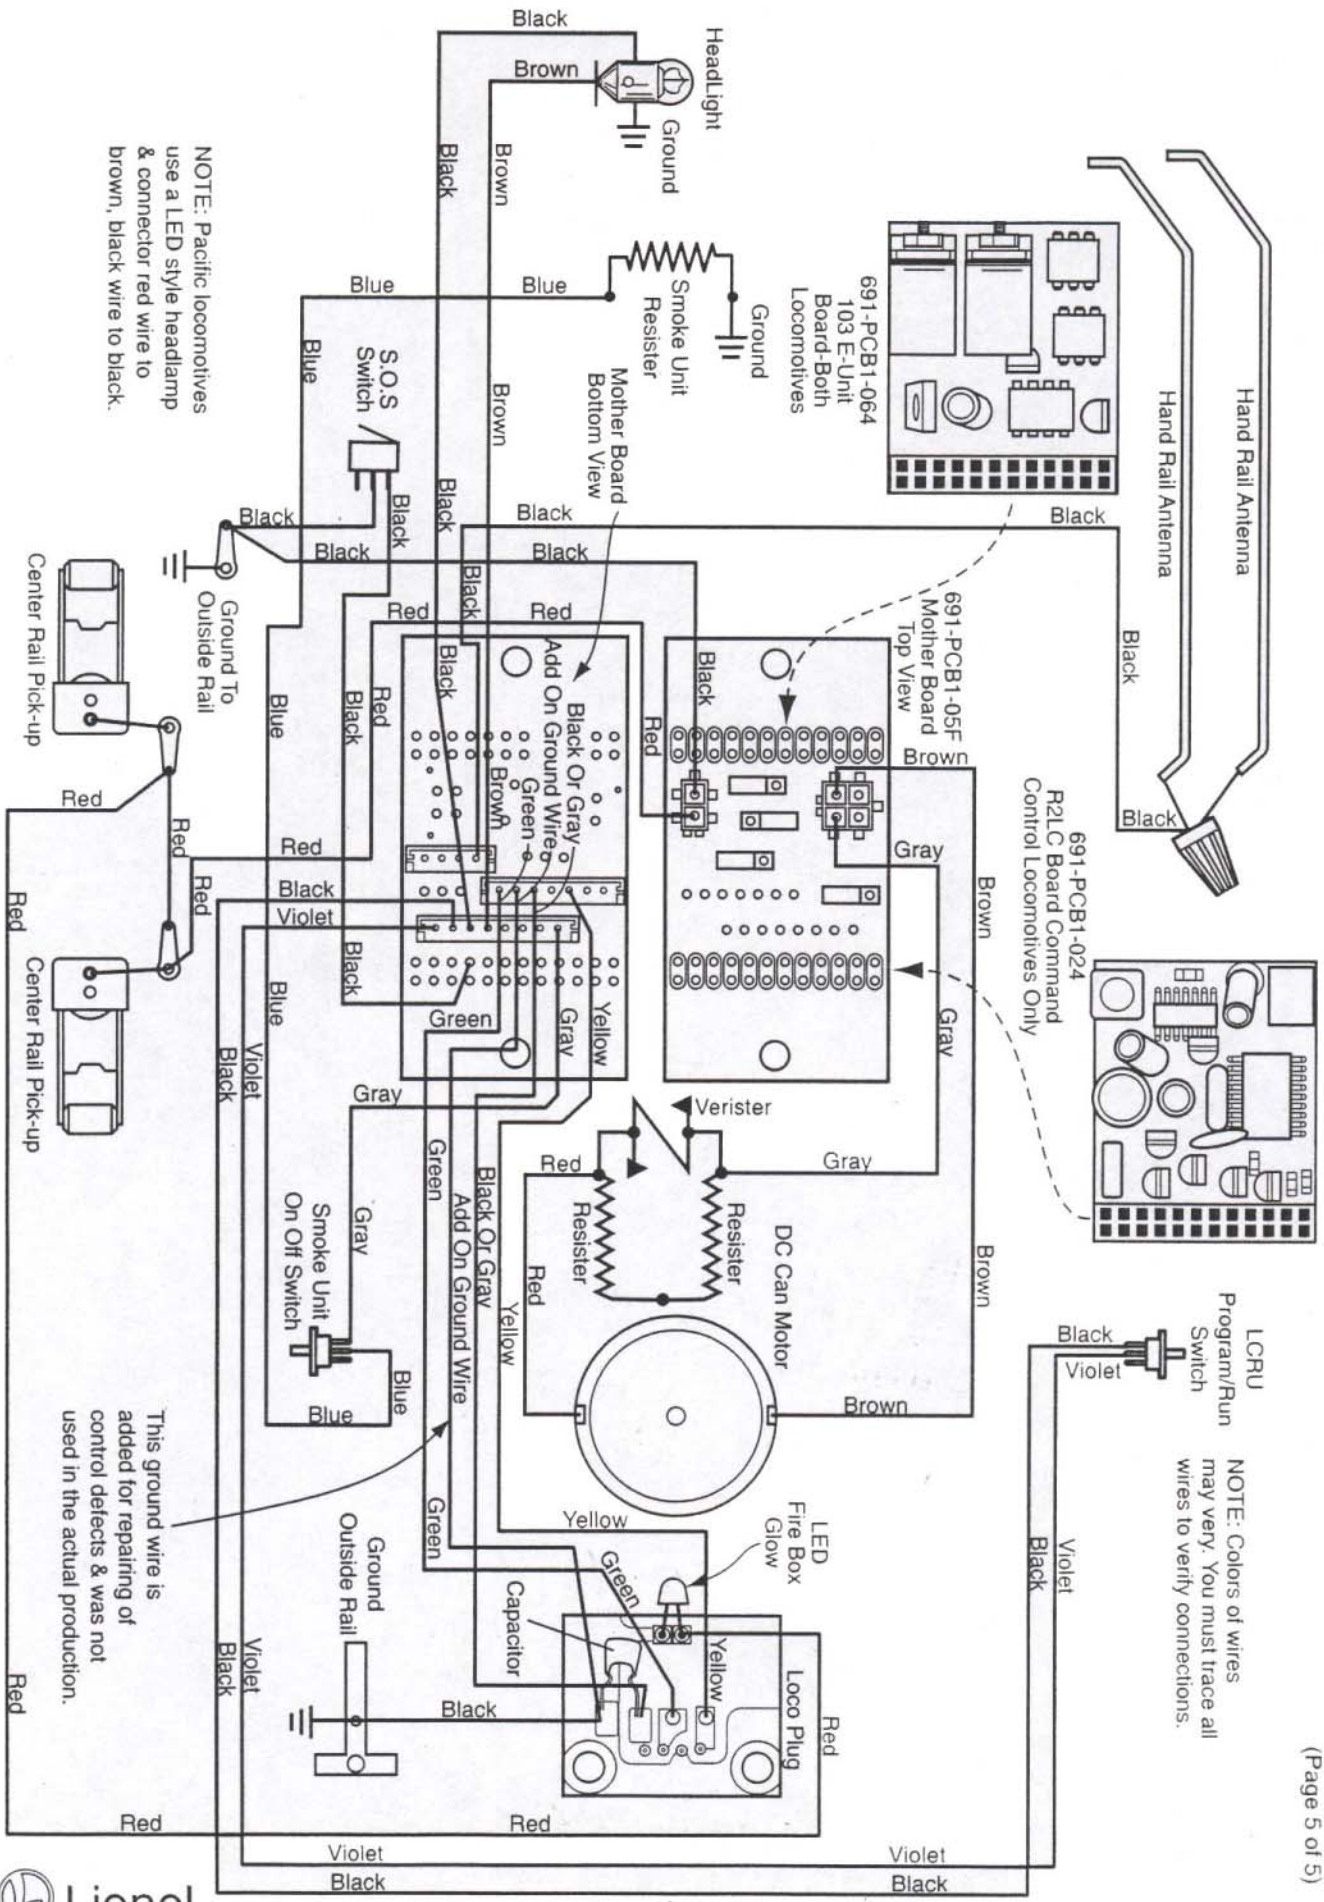 (Page 5 of 5)
Black
Brown
HeadLight
Ground
Brown
Black
NOTE: Pacific locomotives
use a LED style headlamp
& connector red wire to
brown, black wire to black.
Blue
Blue
Blue
Smoke Unit
Resister
Ground
S.O.S
Switch
691-PCB1-064
103 E-Unit
Board-Both
Locomotives
Hand Rail Antenna
Hand Rail Antenna
Mother Board
Bottom View
Brown
Black
Black
Black
Black
Black
Black
Black
Black
Black
Black
Black
Center Rail Pick-up
Ground To
Outside Rail
Red
Red
Red
Black
Blue
Black
Add On Ground Wire
Black Or Gray
Green
Brown
Black
Red
691-PCB1-05F
Mother Board
Top View
Brown
Gray
Brown
Gray
691-PCB1-024
R2LC Board Command
Control Locomotives Only
Red
Red
Red
Red
Red
Black
Violet
Black
Blue
Center Rail Pick-up
Violet
Black
Green
Gray
Yellow
Gray
Green
Verister
Gray
Red
Resister
Resister
DC Can Motor
Black Or Gray
Add On Ground Wire
Yellow
Red
Brown
Brown
Gray
Smoke Unit
On Off Switch
Blue
Blue
LCRU
Program/Run
Switch
Black
Violet
NOTE: Colors of wires
may very. You must trace all
wires to verify connections.
Violet
Black
This ground wire is
added for repairing of
control defects & was not
used in the actual production.
Ground
Outside Rail
Green
Yellow
LED
Fire Box
Glow
Green
Capacitor
Yellow
Loco Plug
Black
Red
Violet
Black
Red
Red
Red
Violet
Black
Violet
Black
Lionel